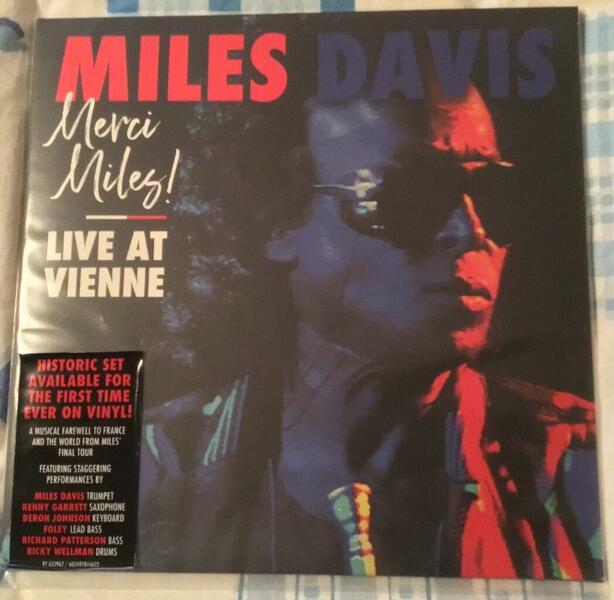 MILES DAVIS
Merci
Miles!
LIVE AT
VIENNE
HISTORIC SET
AVAILABLE FOR
THE FIRST TIME
EVER ON VINYL!
A MUSICAL FAREWELL TO FRANCE
AND THE WORLD FROM MILES'
FINAL TOUR
FEATURING STAGGERING
PERFORMANCES BY
MILES DAVIS TRUMPET
KENNY GARRETT SAXOPHONE
DERON JOHNSON KEYBOARD
FOLEY LEAD BASS
RICHARD PATTERSON BASS
RICKY WELLMAN DRUMS